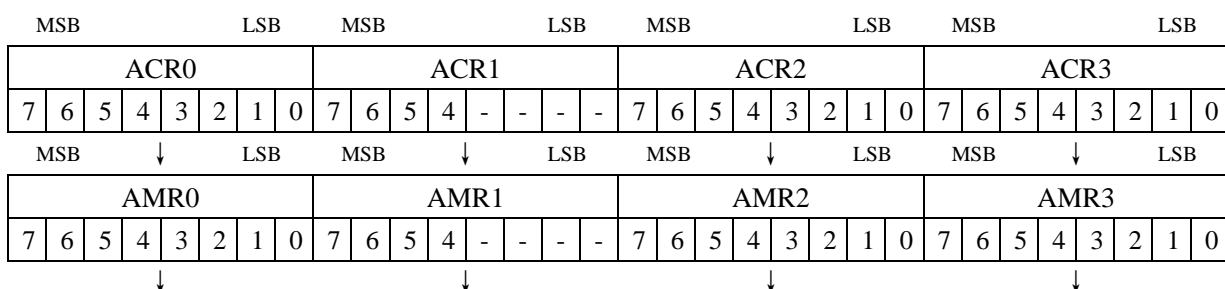 MSB LSB MSB LSB MSB LSB MSB LSB
ACR0 ACR1 ACR2 ACR3
7 6 5 4 3 2 1 0 7 6 5 4 - - - - 7 6 5 4 3 2 1 0 7 6 5 4 3 2 1 0
MSB ↓ LSB MSB ↓ LSB MSB ↓ LSB MSB ↓ LSB
AMR0 AMR1 AMR2 AMR3
7 6 5 4 3 2 1 0 7 6 5 4 - - - - 7 6 5 4 3 2 1 0 7 6 5 4 3 2 1 0
↓ ↓ ↓ ↓